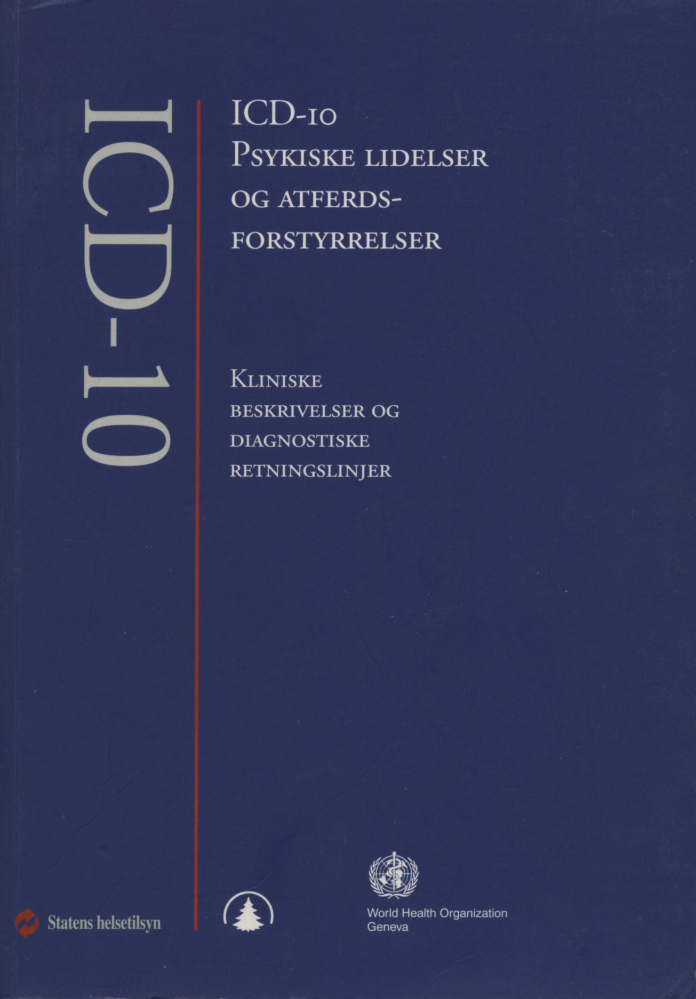 ICD-10
ICD-10
Psykiske lidelser
og atferds-
forstyrrelser
Kliniske
beskrivelser og
diagnostiske
retningslinjer
Statens helsetilsyn
World Health Organization
Geneva